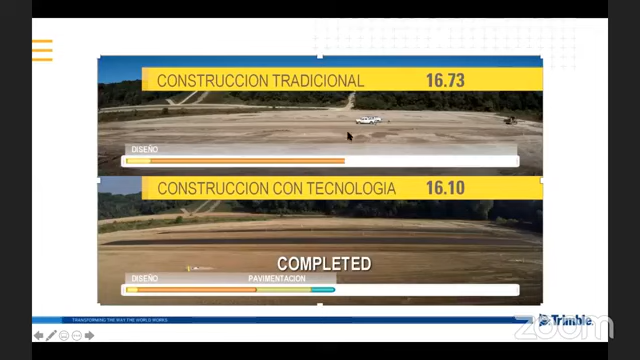 CONSTRUCCION TRADICIONAL 16.73
DISEÑO
CONSTRUCCION CON TECNOLOGIA 16.10
COMPLETED
DISEÑO PAVIMENTACION
TRANSFORMING THE WAY THE WORLD WORKS
Trimble.
zoom